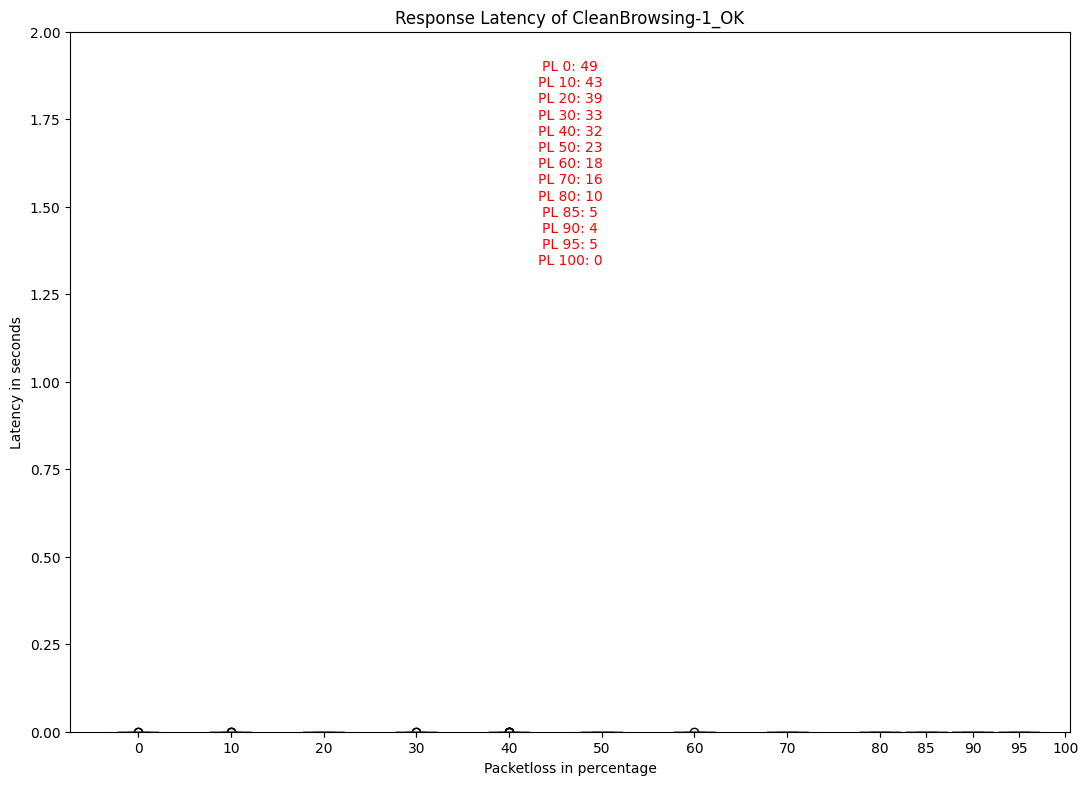 Response Latency of CleanBrowsing-1_OK
2.00
1.75
1.50
1.25
1.00
0.75
0.50
0.25
0.00
Latency in seconds
PL 0: 49
PL 10: 43
PL 20: 39
PL 30: 33
PL 40: 32
PL 50: 23
PL 60: 18
PL 70: 16
PL 80: 10
PL 85: 5
PL 90: 4
PL 95: 5
PL 100: 0
0 10 20 30 40 50 60 70 80 85 90 95 100
Packetloss in percentage